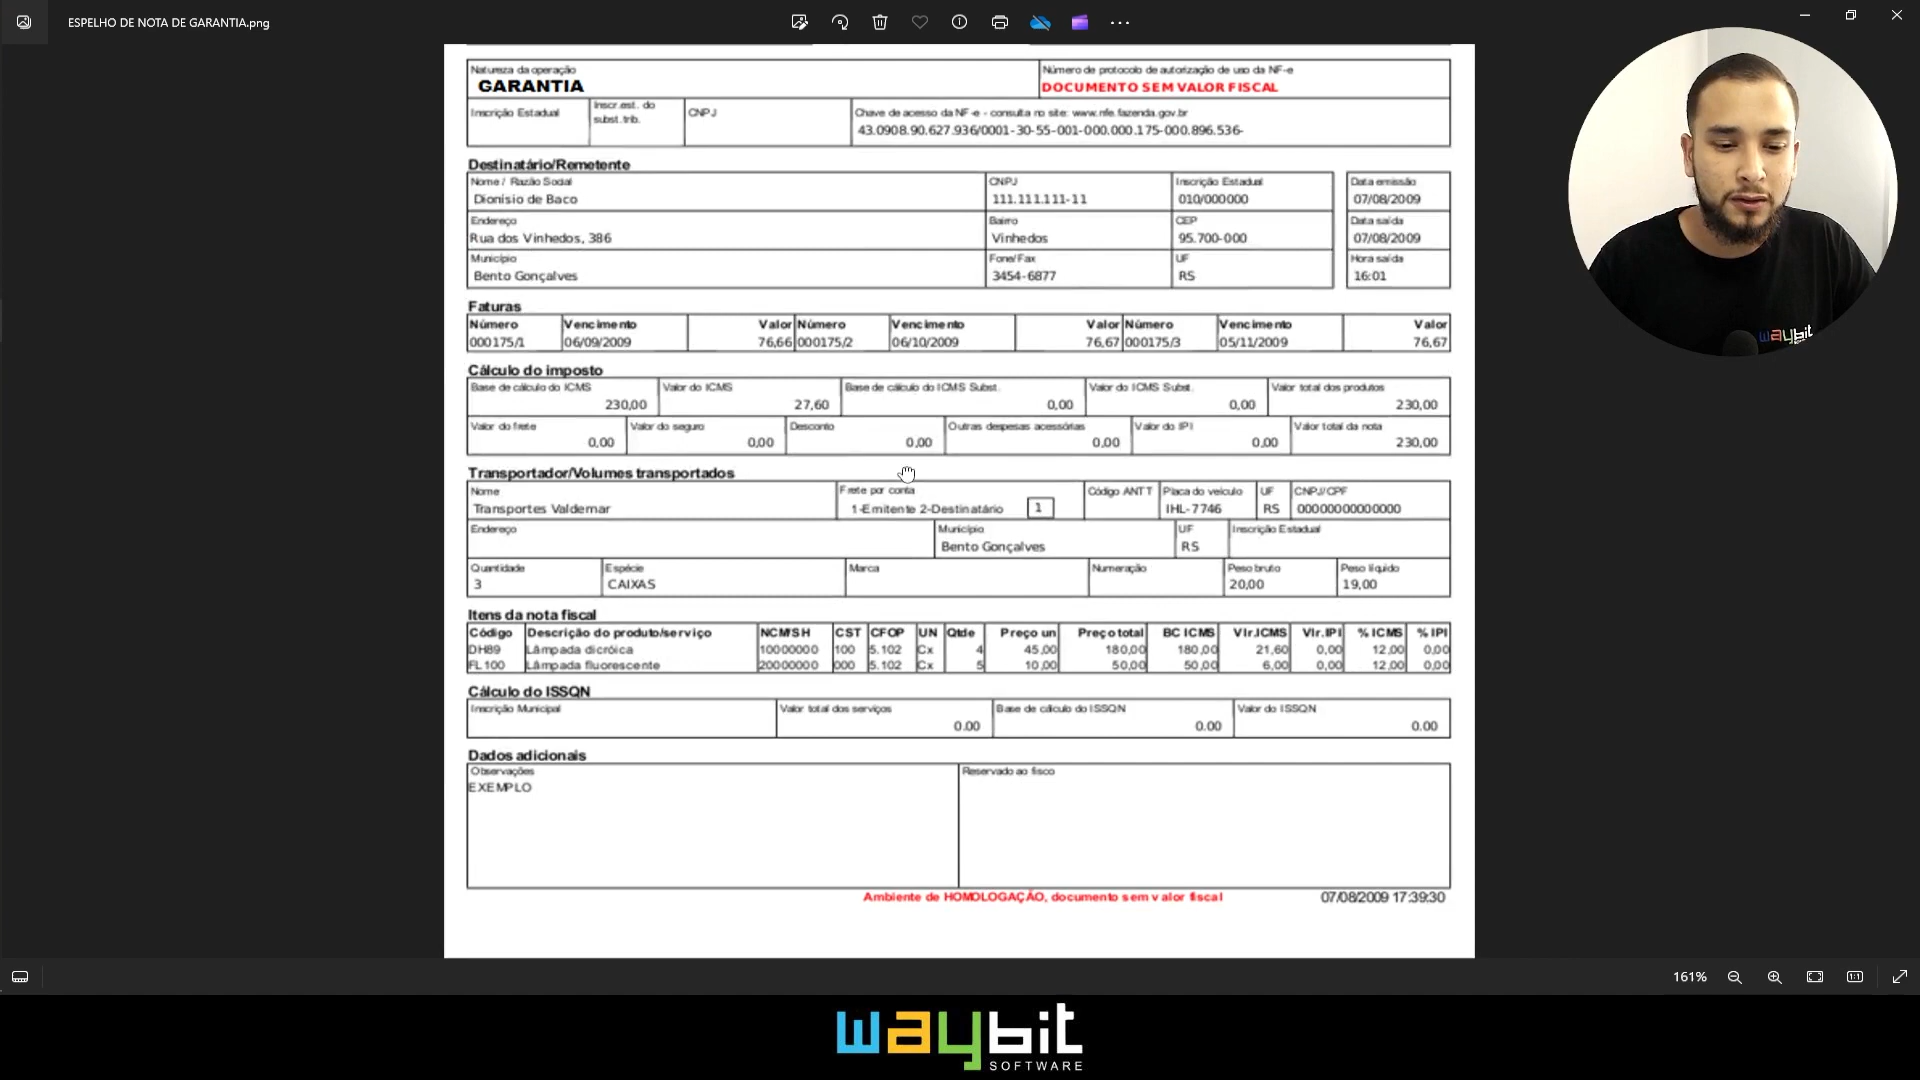 ESPELHO DE NOTA DE GARANTIA.png
Natureza da operação
GARANTIA
Número de protocolo de autorização de uso da NF-e
DOCUMENTO SEM VALOR FISCAL
Inscrição Estadual
Inscr.est. do
subst.trib.
CNPJ
Chave de acesso da NF-e - consulta no site: www.nfe.fazenda.gov.br
43.0908.90.627.936/0001-30-55-001-000.000.175-000.896.536-
Destinatário/Remetente
Nome / Razão Social CNPJ Inscrição Estadual Data emissão
Dionísio de Baco 111.111.111-11 010/000000 07/08/2009
Endereço Bairro CEP Data saída
Rua dos Vinhedos, 386 Vinhedos 95.700-000 07/08/2009
Município Fone/Fax UF Hora saída
Bento Gonçalves 3454-6877 RS 16:01
Faturas
Número Vencimento Valor Número Vencimento Valor Número Vencimento Valor
000175/1 06/09/2009 76,66 000175/2 06/10/2009 76,67 000175/3 05/11/2009 76,67
Cálculo do imposto
Base de cálculo do ICMS Valor do ICMS Base de cálculo do ICMS Subst. Valor do ICMS Subst. Valor total dos produtos
230,00 27,60 0,00 0,00 230,00
Valor do frete Valor do seguro Desconto Outras despesas acessórias Valor do IPI Valor total da nota
0,00 0,00 0,00 0,00 0,00 230,00
Transportador/Volumes transportados
Nome Frete por conta Código ANTT Placa do veículo UF CNPJ/CPF
Transportes Valdemar 1-Emitente 2-Destinatário 1 IHL-7746 RS 00000000000000
Endereço Município UF Inscrição Estadual
Bento Gonçalves RS
Quantidade Espécie Marca Numeração Peso bruto Peso líquido
3 CAIXAS 20,00 19,00
Itens da nota fiscal
Código Descrição do produto/serviço NCM/SH CST CFOP UN Qtde Preço un Preço total BC ICMS Vlr.ICMS Vlr.IPI % ICMS % IPI
DH89 Lâmpada dicróica 10000000 100 5.102 Cx 4 45,00 180,00 180,00 21,60 0,00 12,00 0,00
FL100 Lâmpada fluorescente 20000000 000 5.102 Cx 5 10,00 50,00 50,00 6,00 0,00 12,00 0,00
Cálculo do ISSQN
Inscrição Municipal Valor total dos serviços Base de cálculo do ISSQN Valor do ISSQN
0.00 0.00 0.00
Dados adicionais
Observações Reservado ao fisco
EXEMPLO
Ambiente de HOMOLOGAÇÃO, documento sem valor fiscal 07/08/2009 17:39:30
waybit
161%
1:1
waybit
SOFTWARE